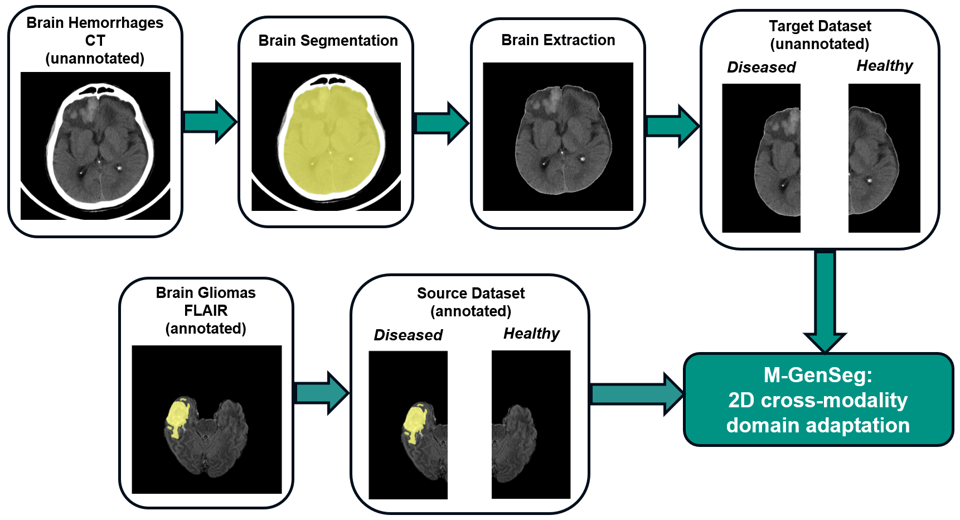 Brain Hemorrhages
CT
(unannotated)
Brain Segmentation
Brain Extraction
Target Dataset
(unannotated)
Diseased
Healthy
Brain Gliomas
FLAIR
(annotated)
Source Dataset
(annotated)
Diseased
Healthy
M-GenSeg:
2D cross-modality
domain adaptation